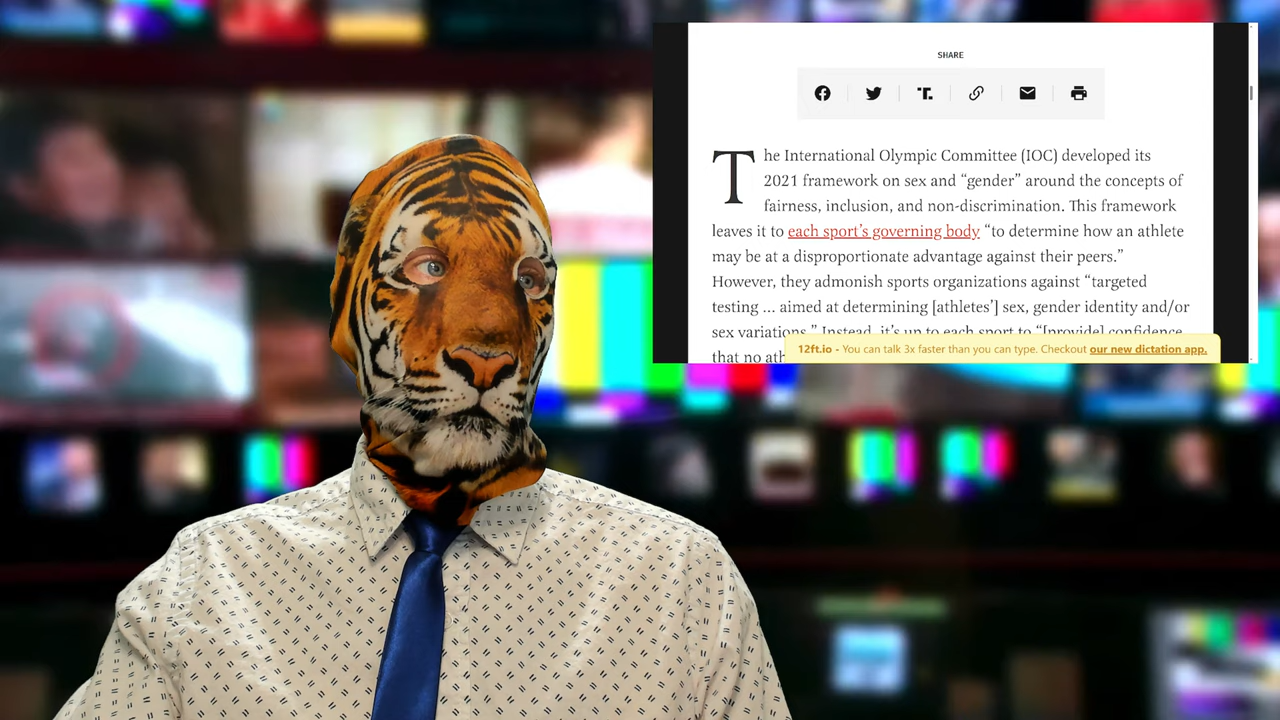 SHARE
The International Olympic Committee (IOC) developed its
2021 framework on sex and “gender” around the concepts of
fairness, inclusion, and non-discrimination. This framework
leaves it to each sport’s governing body “to determine how an athlete
may be at a disproportionate advantage against their peers.”
However, they admonish sports organizations against “targeted
testing ... aimed at determining [athletes’] sex, gender identity and/or
sex variations.” Instead, it’s up to each sport to “[provide] confidence
that no ath
12ft.io - You can talk 3x faster than you can type. Checkout our new dictation app.